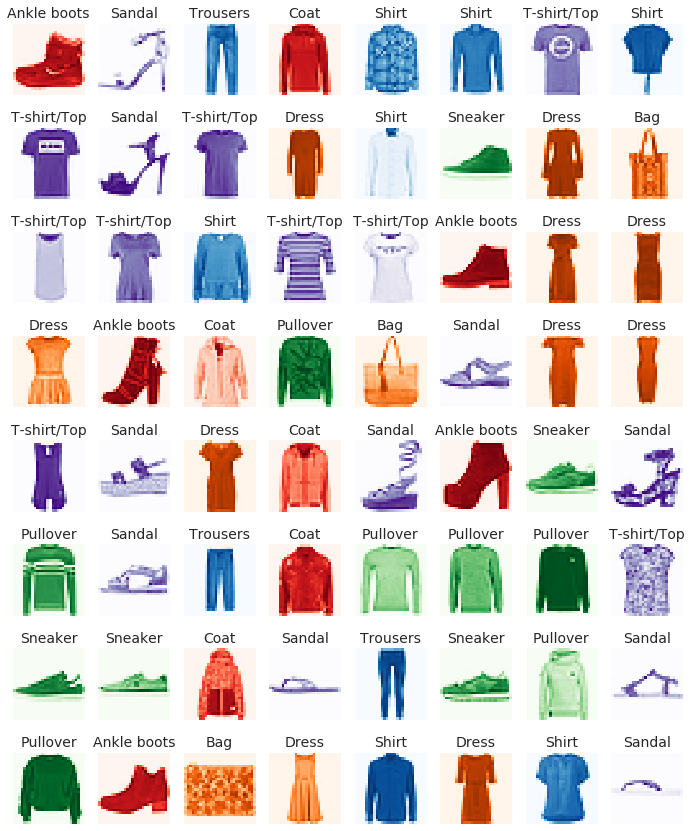 Ankle boots Sandal Trousers Coat Shirt Shirt T-shirt/Top Shirt
T-shirt/Top Sandal T-shirt/Top Dress Shirt Sneaker Dress Bag
T-shirt/Top T-shirt/Top Shirt T-shirt/Top T-shirt/Top Ankle boots Dress Dress
Dress Ankle boots Coat Pullover Bag Sandal Dress Dress
T-shirt/Top Sandal Dress Coat Sandal Ankle boots Sneaker Sandal
Pullover Sandal Trousers Coat Pullover Pullover Pullover T-shirt/Top
Sneaker Sneaker Coat Sandal Trousers Sneaker Pullover Sandal
Pullover Ankle boots Bag Dress Shirt Dress Shirt Sandal